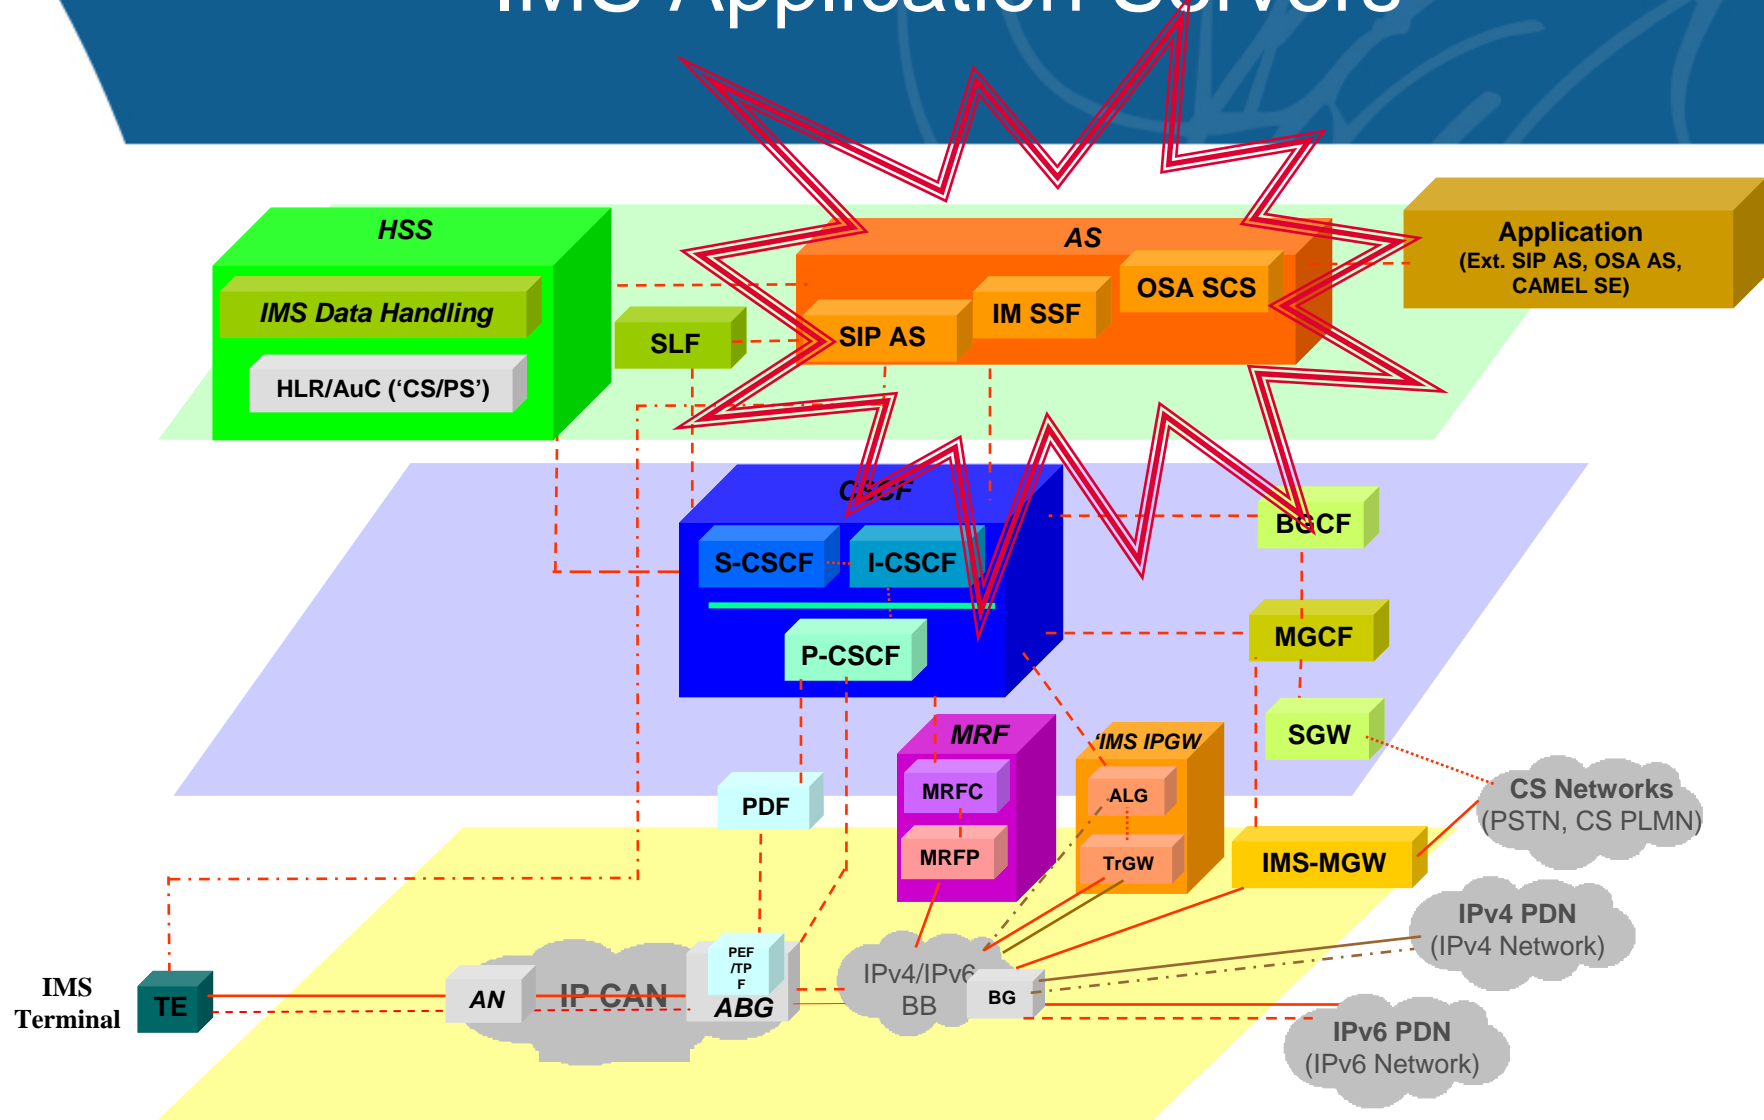 IMS Application Servers
HSS
AS
Application
(Ext. SIP AS, OSA AS,
CAMEL SE)
IMS Data Handling
OSA SCS
IM SSF
SIP AS
SLF
HLR/AuC (‘CS/PS’)
CSCF
BGCF
S-CSCF
I-CSCF
MGCF
P-CSCF
SGW
MRF
‘IMS IPGW
CS Networks
(PSTN, CS PLMN)
PDF
MRFC
ALG
MRFP
TrGW
IMS-MGW
IPv4 PDN
(IPv4 Network)
PEF
/TP
F
IPv4/IPv6
BB
IMS
Terminal
TE
AN
IP CAN
ABG
BG
IPv6 PDN
(IPv6 Network)